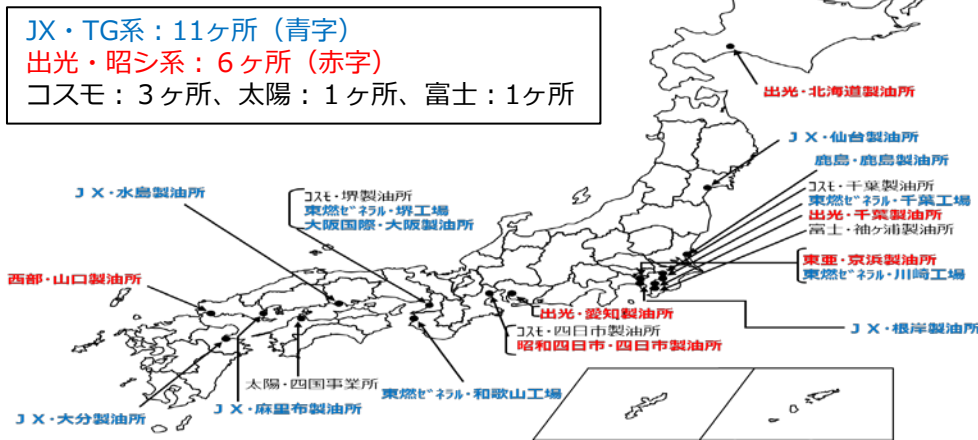 JX・TG系：11ヶ所（青字）
出光・昭シ系：６ヶ所（赤字）
コスモ：３ヶ所、太陽：１ヶ所、富士：1ヶ所
出光・北海道製油所
ＪＸ・仙台製油所
鹿島・鹿島製油所
ｺｽﾓ・千葉製油所
東燃ｾﾞﾈﾗﾙ・千葉工場
出光・千葉製油所
富士・袖ヶ浦製油所
東亜・京浜製油所
東燃ｾﾞﾈﾗﾙ・川崎工場
ＪＸ・根岸製油所
ＪＸ・水島製油所
ｺｽﾓ・堺製油所
東燃ｾﾞﾈﾗﾙ・堺工場
大阪国際・大阪製油所
西部・山口製油所
出光・愛知製油所
ｺｽﾓ・四日市製油所
昭和四日市・四日市製油所
太陽・四国事業所
東燃ｾﾞﾈﾗﾙ・和歌山工場
ＪＸ・麻里布製油所
ＪＸ・大分製油所